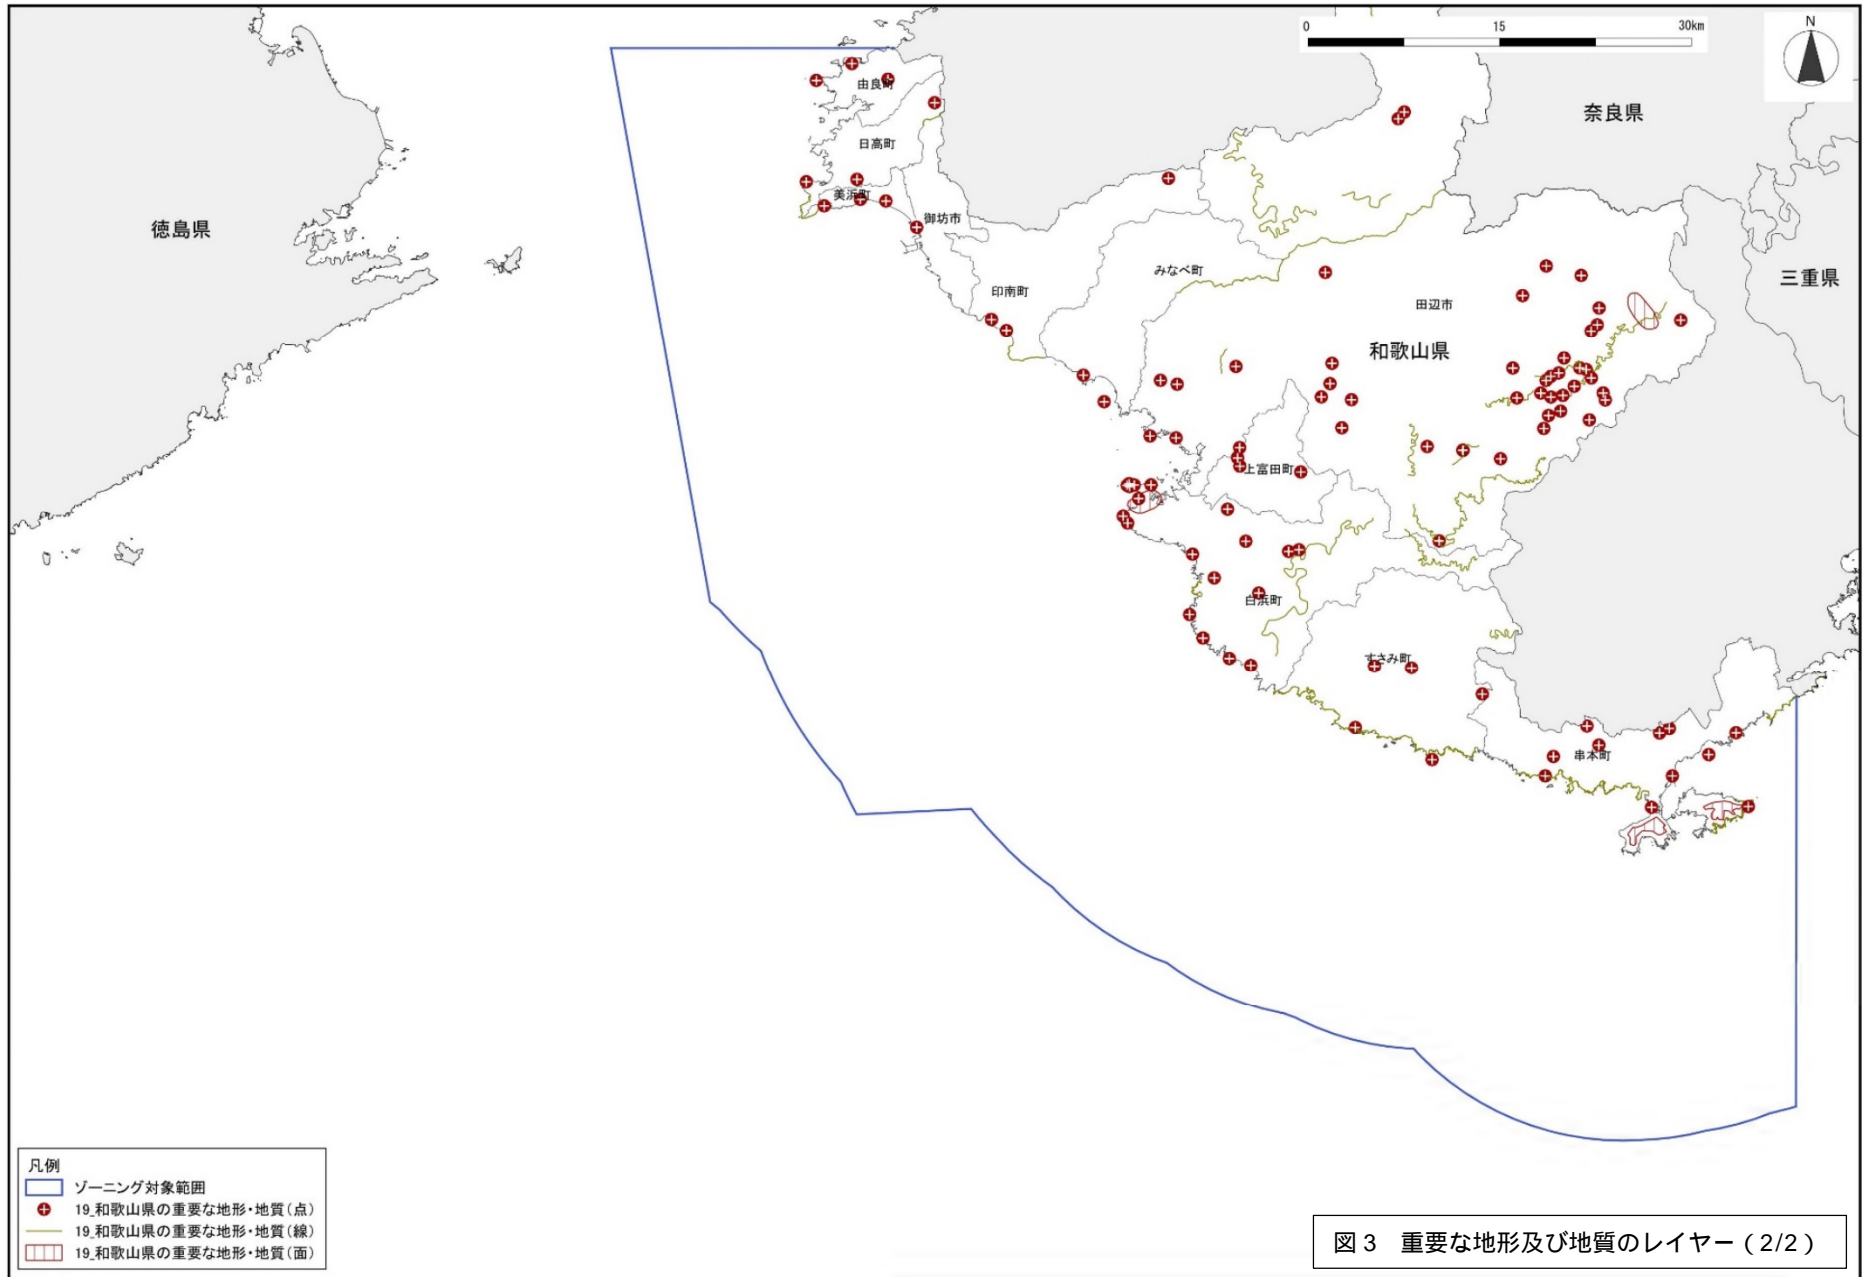 0 15 30km
N
由良町
奈良県
日高町
美浜町
御坊市
徳島県
みなべ町
三重県
印南町
田辺市
和歌山県
上富田町
白浜町
すさみ町
串本町
凡例
ゾーニング対象範囲
19_和歌山県の重要な地形・地質(点)
19_和歌山県の重要な地形・地質(線)
19_和歌山県の重要な地形・地質(面)
図3 重要な地形及び地質のレイヤー(2/2)